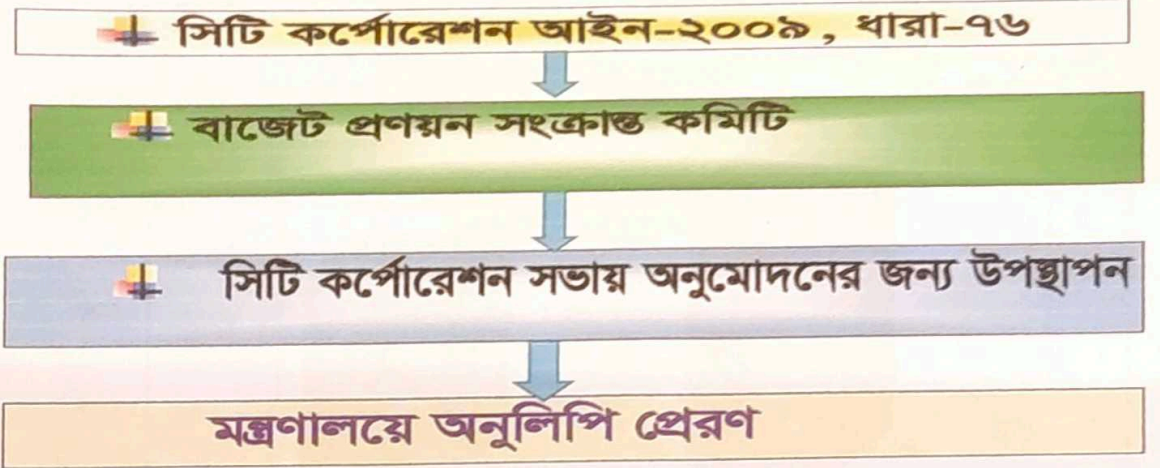 সিটি কর্পোরেশন আইন-২০০৯, ধারা-৭৬
বাজেট প্রণয়ন সংক্রান্ত কমিটি
সিটি কর্পোরেশন সভায় অনুমোদনের জন্য উপস্থাপন
মন্ত্রণালয়ে অনুলিপি প্রেরণ